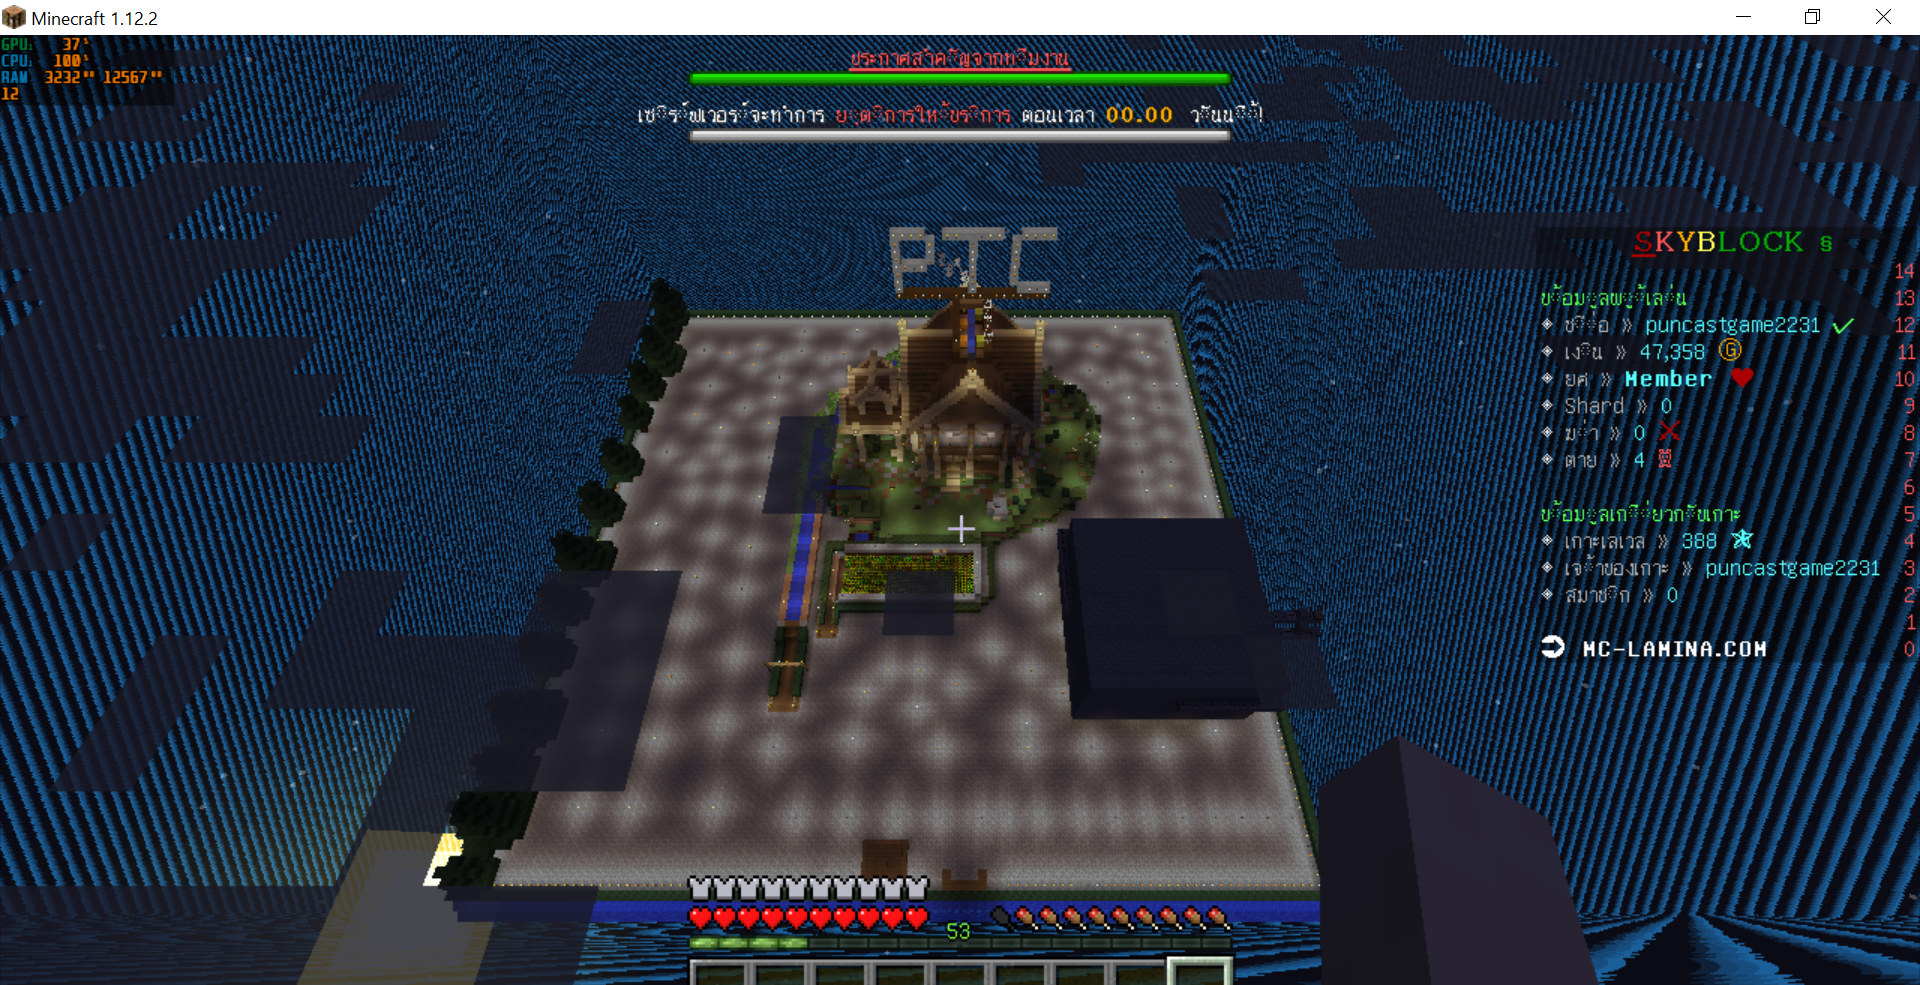 Minecraft 1.12.2
GPU: 37%
CPU: 100%
RAM 3232 MB 12567 MB
12
ประกาศสำคัญจากทีมงาน
เซิร์ฟเวอร์จะทำการ ยุติการให้บริการ ตอนเวลา 00.00 วันนี้!
PTC
SKYBLOCK §
14
ข้อมูลผู้เล่น 13
◈ ชื่อ » puncastgame2231 ✓ 12
◈ เงิน » 47,358 Ⓖ 11
◈ ยศ » Member ❤ 10
◈ Shard » 0 9
◈ ฆ่า » 0 ⚔ 8
◈ ตาย » 4 7
6
ข้อมูลเกี่ยวกับเกาะ 5
◈ เกาะเลเวล » 388 4
◈ เจ้าของเกาะ » puncastgame2231 3
◈ สมาชิก » 0 2
1
➲ MC-LAMINA.COM 0
53